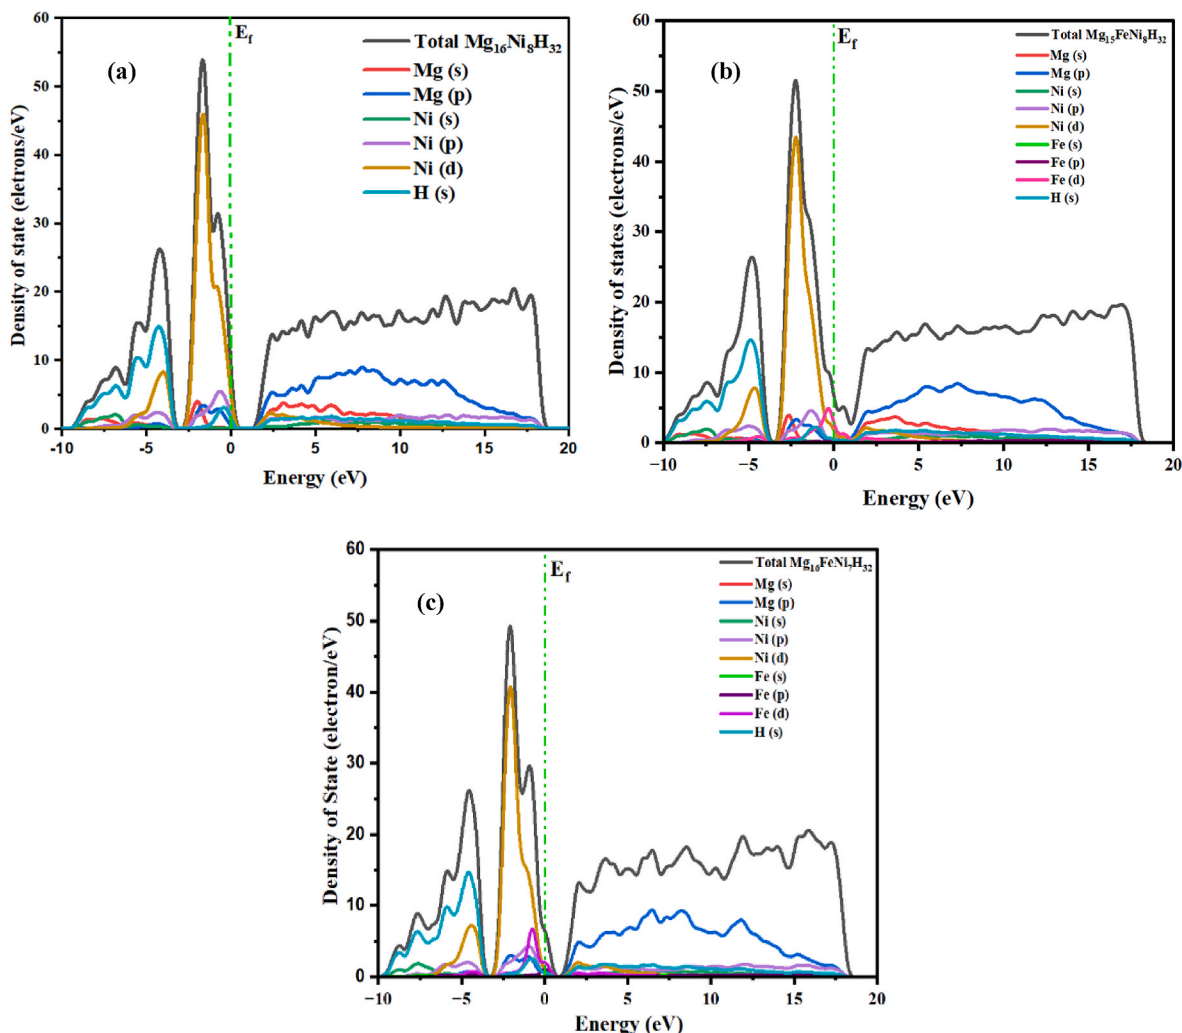 60
50
40
30
20
10
0
-10
-5
0
5
10
15
20
Density of state (eletrons/eV)
Energy (eV)
(a)
E_f
Total Mg₁₆Ni₈H₃₂
Mg (s)
Mg (p)
Ni (s)
Ni (p)
Ni (d)
H (s)
60
50
40
30
20
10
0
−10
−5
0
5
10
15
20
Density of states (electrons/eV)
Energy (eV)
(b)
E_f
Total Mg₁₅FeNi₈H₃₂
Mg (s)
Mg (p)
Ni (s)
Ni (p)
Ni (d)
Fe (s)
Fe (p)
Fe (d)
H (s)
60
50
40
30
20
10
0
−10
−5
0
5
10
15
20
Density of State (electron/eV)
Energy (eV)
(c)
E_f
Total Mg₁₆FeNi₇H₃₂
Mg (s)
Mg (p)
Ni (s)
Ni (p)
Ni (d)
Fe (s)
Fe (p)
Fe (d)
H (s)